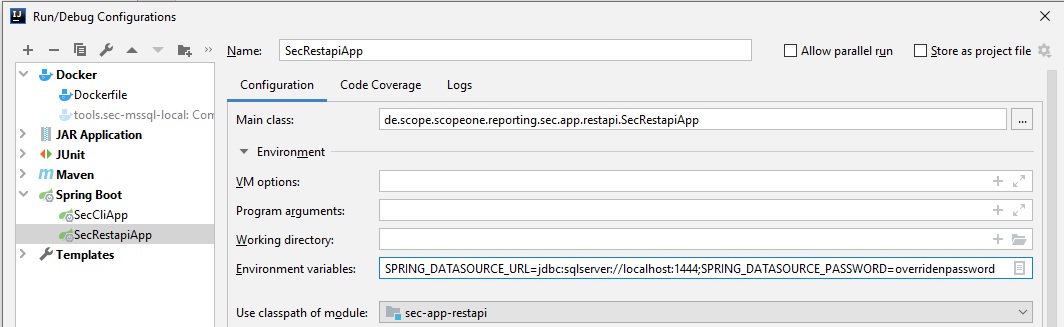 Run/Debug Configurations
Name: SecRestapiApp Allow parallel run Store as project file
Docker
Dockerfile
tools.sec-mssql-local: Com
JAR Application
JUnit
Maven
Spring Boot
SecCliApp
SecRestapiApp
Templates
Configuration Code Coverage Logs
Main class: de.scope.scopeone.reporting.sec.app.restapi.SecRestapiApp ...
Environment
VM options:
Program arguments:
Working directory:
Environment variables: SPRING_DATASOURCE_URL=jdbc:sqlserver://localhost:1444;SPRING_DATASOURCE_PASSWORD=overridenpassword
Use classpath of module: sec-app-restapi